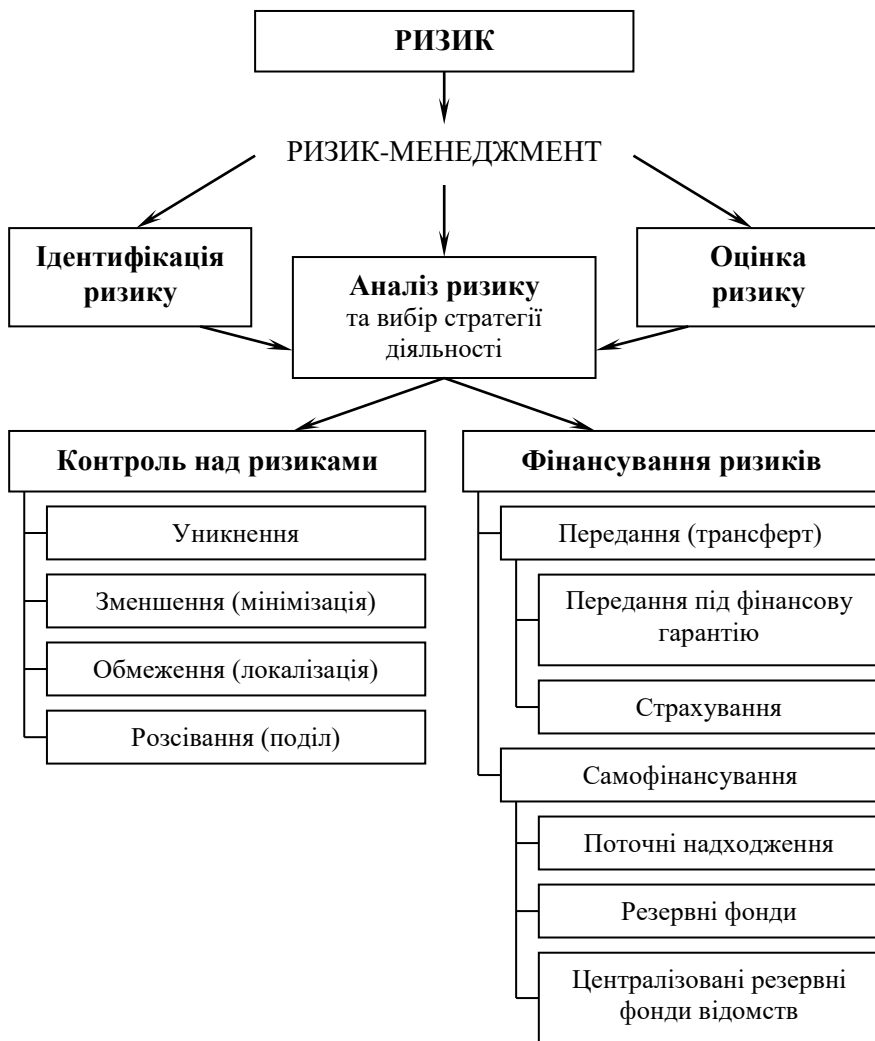 РИЗИК
РИЗИК-МЕНЕДЖМЕНТ
Ідентифікація
ризику
Аналіз ризику
та вибір стратегії
діяльності
Оцінка
ризику
Контроль над ризиками
Уникнення
Зменшення (мінімізація)
Обмеження (локалізація)
Розсівання (поділ)
Фінансування ризиків
Передання (трансферт)
Передання під фінансову
гарантію
Страхування
Самофінансування
Поточні надходження
Резервні фонди
Централізовані резервні
фонди відомств